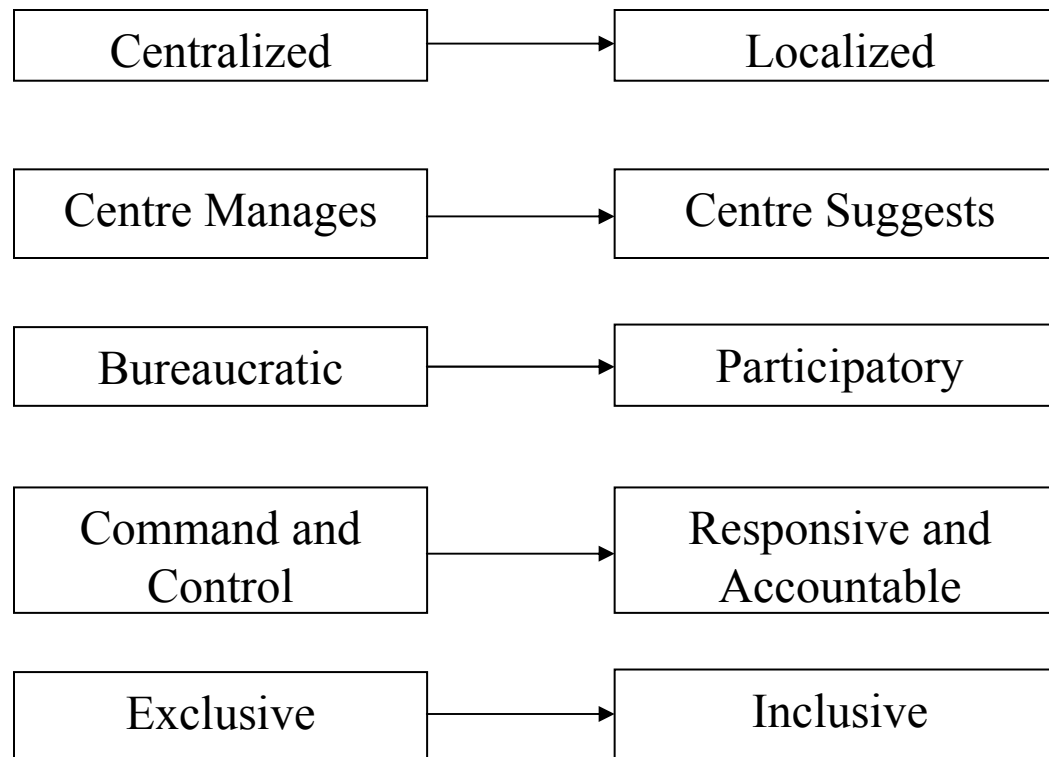 Centralized
Localized
Centre Manages
Centre Suggests
Bureaucratic
Participatory
Command and
Control
Responsive and
Accountable
Exclusive
Inclusive